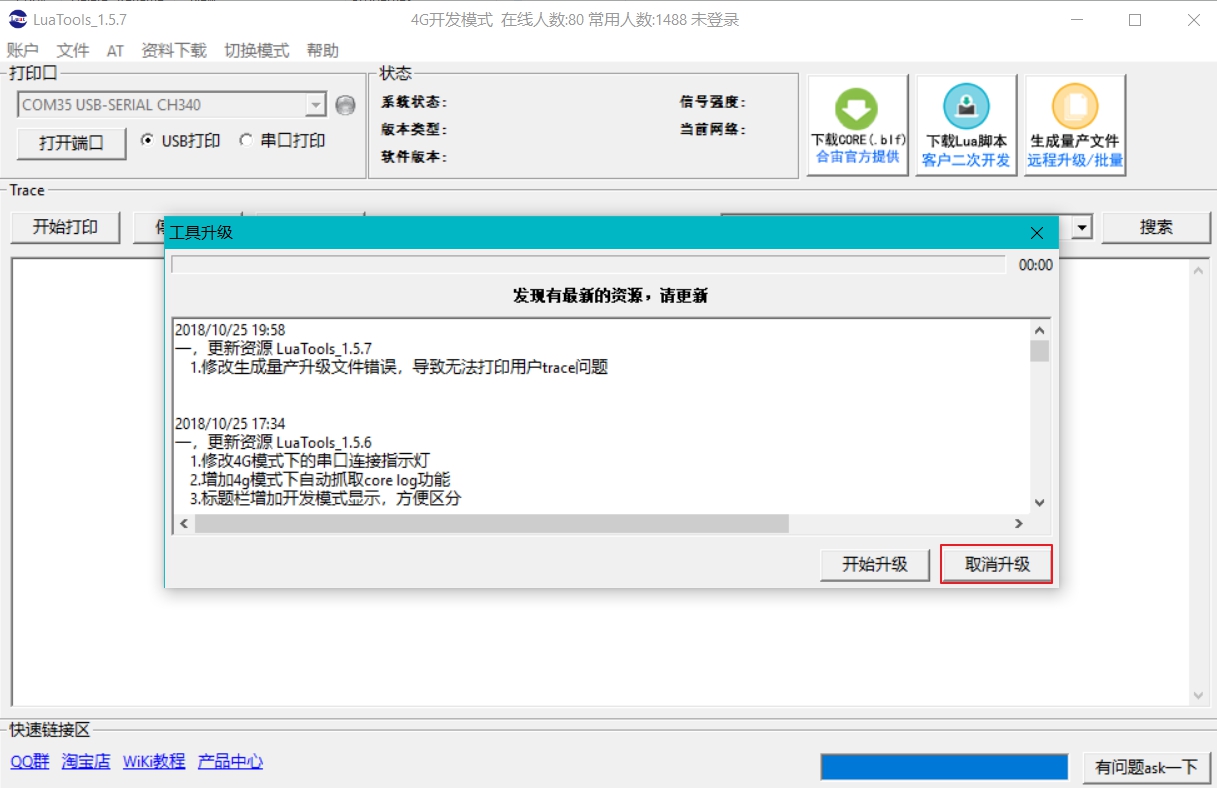 LuaTools_1.5.7
4G开发模式 在线人数:80 常用人数:1488 未登录
账户 文件 AT 资料下载 切换模式 帮助
打印口
COM35 USB-SERIAL CH340
打开端口
USB打印
串口打印
状态
系统状态:
信号强度:
版本类型:
当前网络:
软件版本:
下载CORE(.blf)
合宙官方提供
下载Lua脚本
客户二次开发
生成量产文件
远程升级/批量
Trace
开始打印
搜索
工具升级
00:00
发现有最新的资源，请更新
2018/10/25 19:58
一，更新资源 LuaTools_1.5.7
1.修改生成量产升级文件错误，导致无法打印用户trace问题
2018/10/25 17:34
一，更新资源 LuaTools_1.5.6
1.修改4G模式下的串口连接指示灯
2.增加4g模式下自动抓取core log功能
3.标题栏增加开发模式显示，方便区分
开始升级
取消升级
快速链接区
QQ群 淘宝店 WiKi教程 产品中心
有问题ask一下